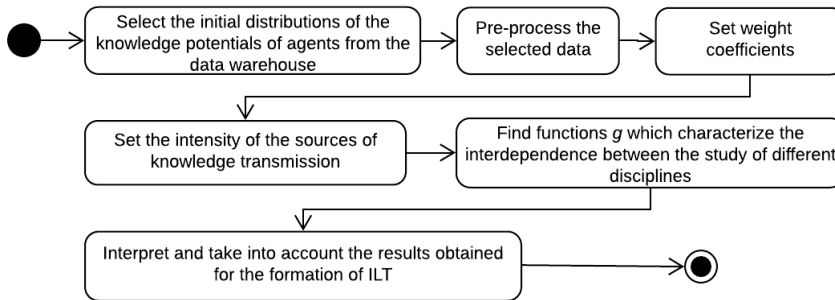 Select the initial distributions of the
knowledge potentials of agents from the
data warehouse
Pre-process the
selected data
Set weight
coefficients
Set the intensity of the sources of
knowledge transmission
Find functions g which characterize the
interdependence between the study of different
disciplines
Interpret and take into account the results obtained
for the formation of ILT